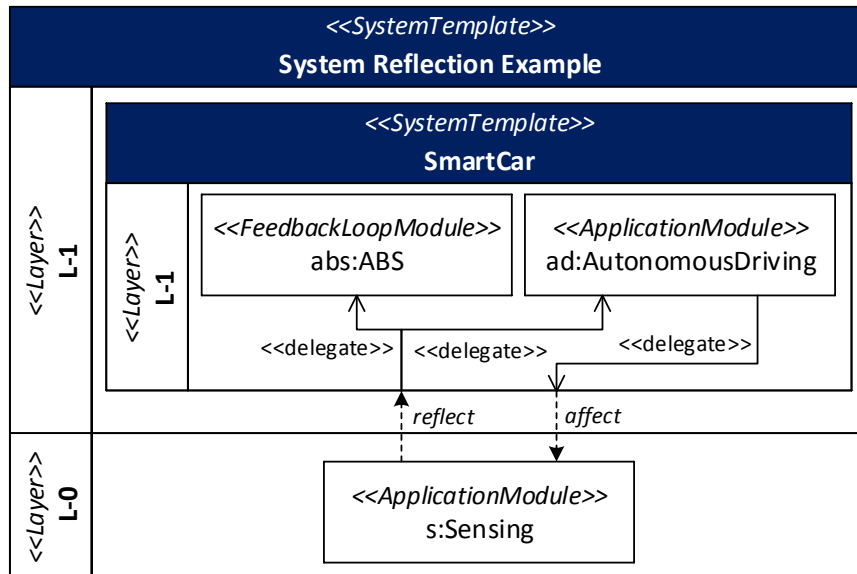 <<SystemTemplate>>
System Reflection Example
<<Layer>>
L-1
<<SystemTemplate>>
SmartCar
<<Layer>>
L-1
<<FeedbackLoopModule>>
abs:ABS
<<ApplicationModule>>
ad:AutonomousDriving
<<delegate>>
<<delegate>>
<<delegate>>
reflect
affect
<<Layer>>
L-0
<<ApplicationModule>>
s:Sensing